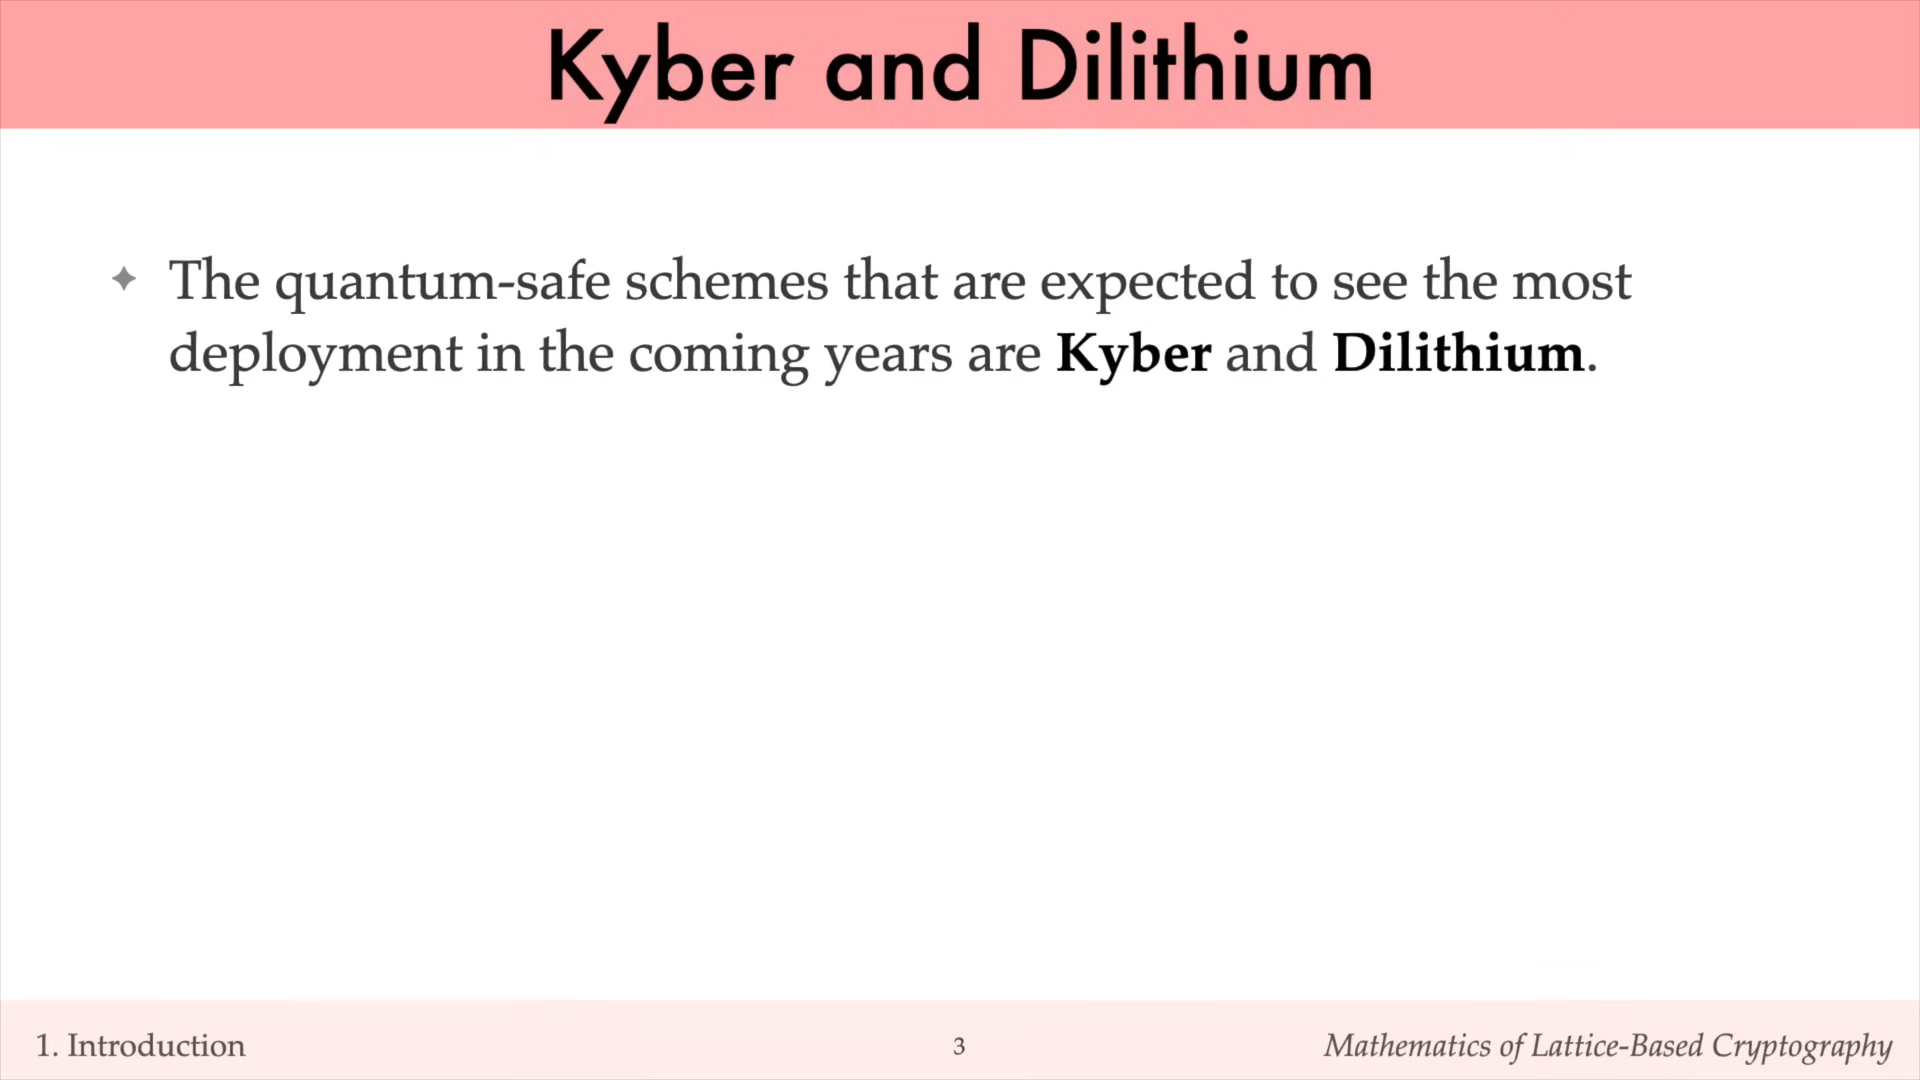 Kyber and Dilithium
✦ The quantum-safe schemes that are expected to see the most
deployment in the coming years are Kyber and Dilithium.
1. Introduction
3
Mathematics of Lattice-Based Cryptography